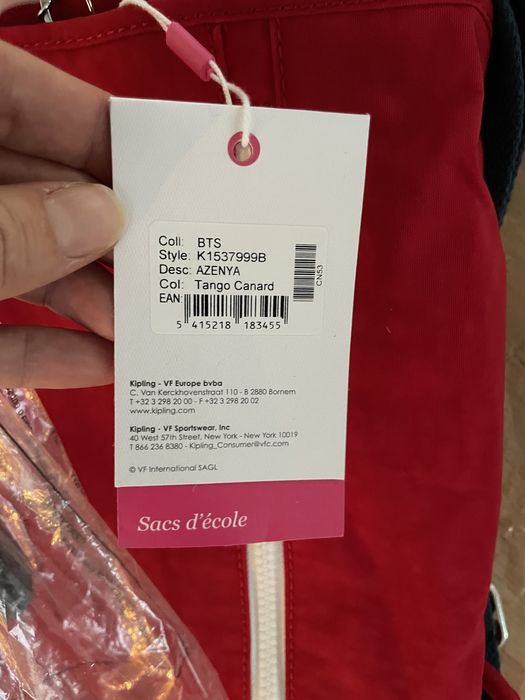 Coll: BTS
Style: K1537999B
Desc: AZENYA
Col: Tango Canard
EAN:
5 415218 183455
CN53
Kipling - VF Europe bvba
C. Van Kerckhovenstraat 110 - B 2880 Bornem
T +32 3 298 20 00 - F +32 3 298 20 02
www.kipling.com
Kipling - VF Sportswear, Inc
40 West 57th Street, New York - New York 10019
T 866 236 8380 - Kipling_Consumer@vfc.com
© VF International SAGL
Sacs d'école